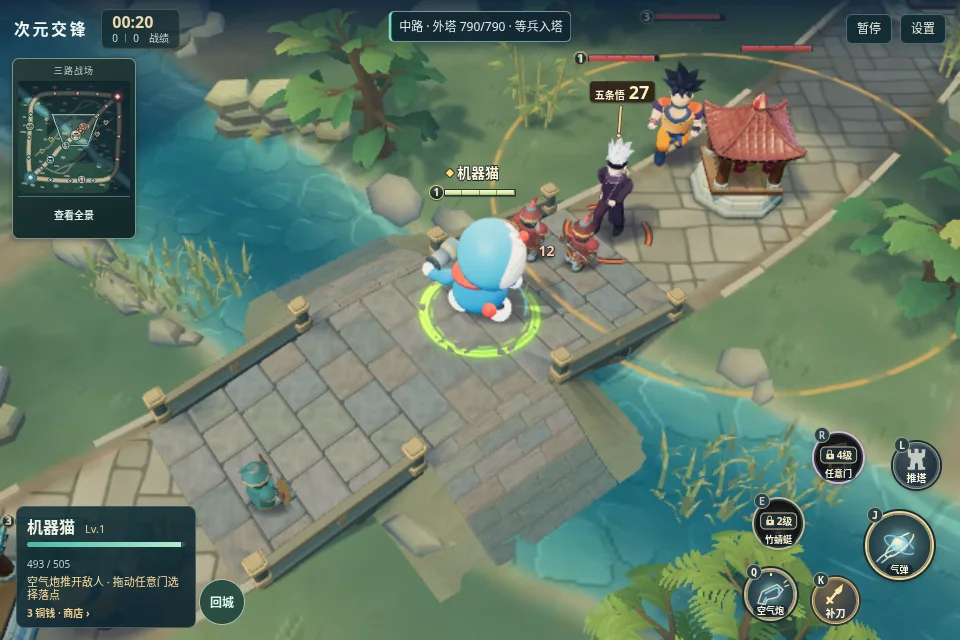 次元交锋
00:20
0 | 0 战绩
中路 · 外塔 790/790 · 等兵入塔
暂停
设置
三路战场
查看全景
3
1
五条悟 27
机器猫
1
12
R
4级
任意门
L
推塔
E
2级
竹蜻蜓
J
气弹
Q
空气炮
K
补刀
3
机器猫 Lv.1
493 / 505
空气炮推开敌人 · 拖动任意门选
择落点
3 铜钱 · 商店 ›
回城